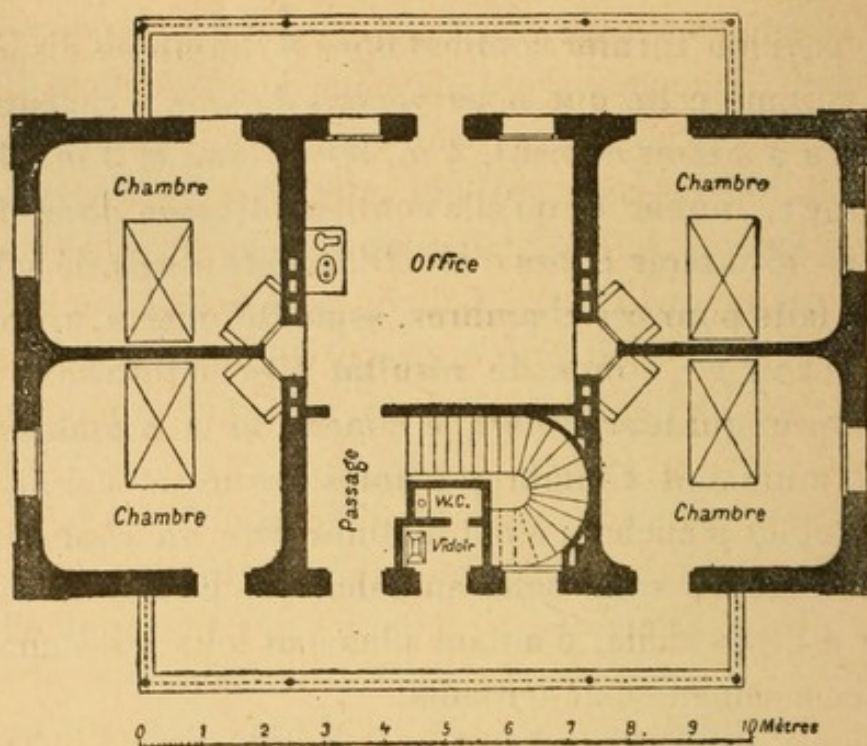 Chambre
Chambre
Office
Chambre
Passage
W.C.
Vidoir
Chambre
0 1 2 3 4 5 6 7 8. 9 10 Mètres